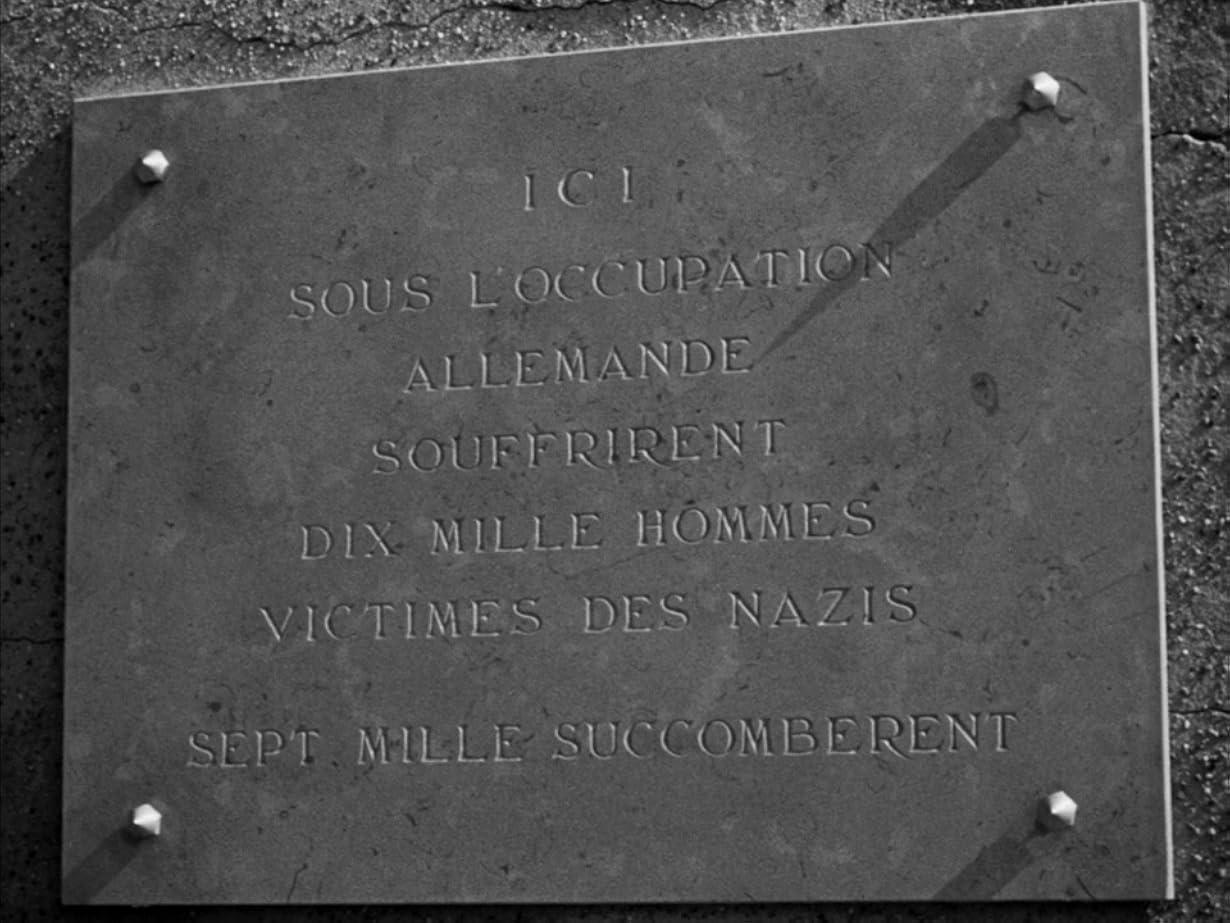 ICI
SOUS L'OCCUPATION
ALLEMANDE
SOUFFRIRENT
DIX MILLE HOMMES
VICTIMES DES NAZIS
SEPT MILLE SUCCOMBERENT